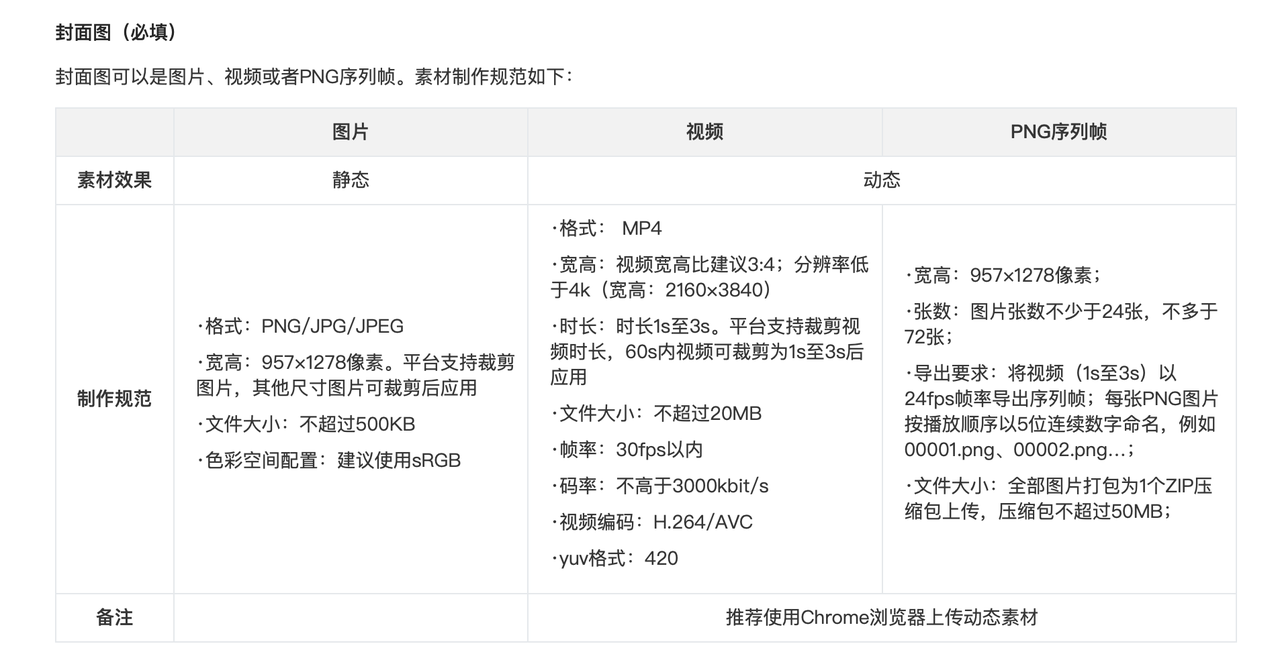 封面图（必填）
封面图可以是图片、视频或者PNG序列帧。素材制作规范如下：
图片
视频
PNG序列帧
素材效果
静态
动态
制作规范
·格式：PNG/JPG/JPEG
·宽高：957×1278像素。平台支持裁剪
图片，其他尺寸图片可裁剪后应用
·文件大小：不超过500KB
·色彩空间配置：建议使用sRGB
·格式： MP4
·宽高：视频宽高比建议3:4；分辨率低
于4k（宽高：2160×3840）
·时长：时长1s至3s。平台支持裁剪视
频时长，60s内视频可裁剪为1s至3s后
应用
·文件大小：不超过20MB
·帧率：30fps以内
·码率：不高于3000kbit/s
·视频编码：H.264/AVC
·yuv格式：420
·宽高：957×1278像素；
·张数：图片张数不少于24张，不多于
72张；
·导出要求：将视频（1s至3s）以
24fps帧率导出序列帧；每张PNG图片
按播放顺序以5位连续数字命名，例如
00001.png、00002.png...；
·文件大小：全部图片打包为1个ZIP压
缩包上传，压缩包不超过50MB；
备注
推荐使用Chrome浏览器上传动态素材